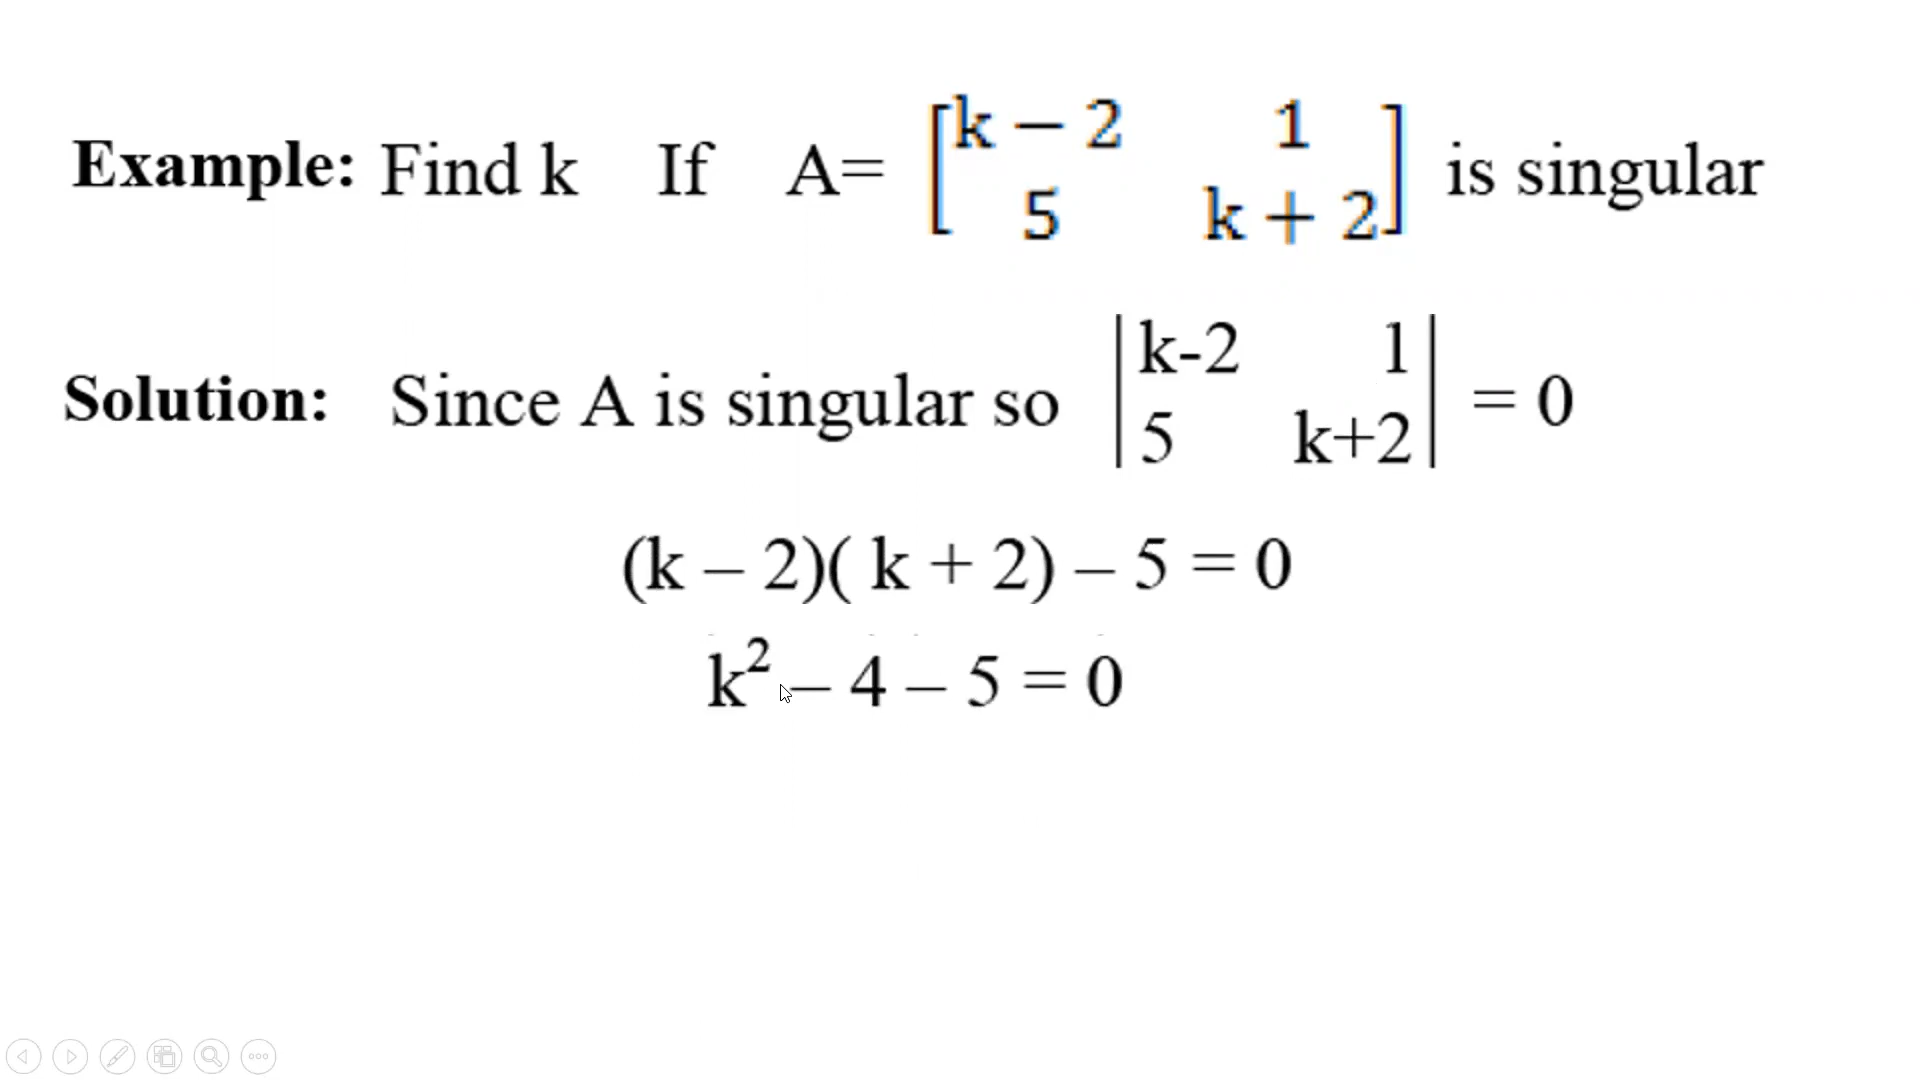 Example: Find k If A= [k − 2 1
5 k + 2] is singular
Solution: Since A is singular so |k-2 1
5 k+2| = 0
(k – 2)( k + 2) – 5 = 0
k² – 4 – 5 = 0